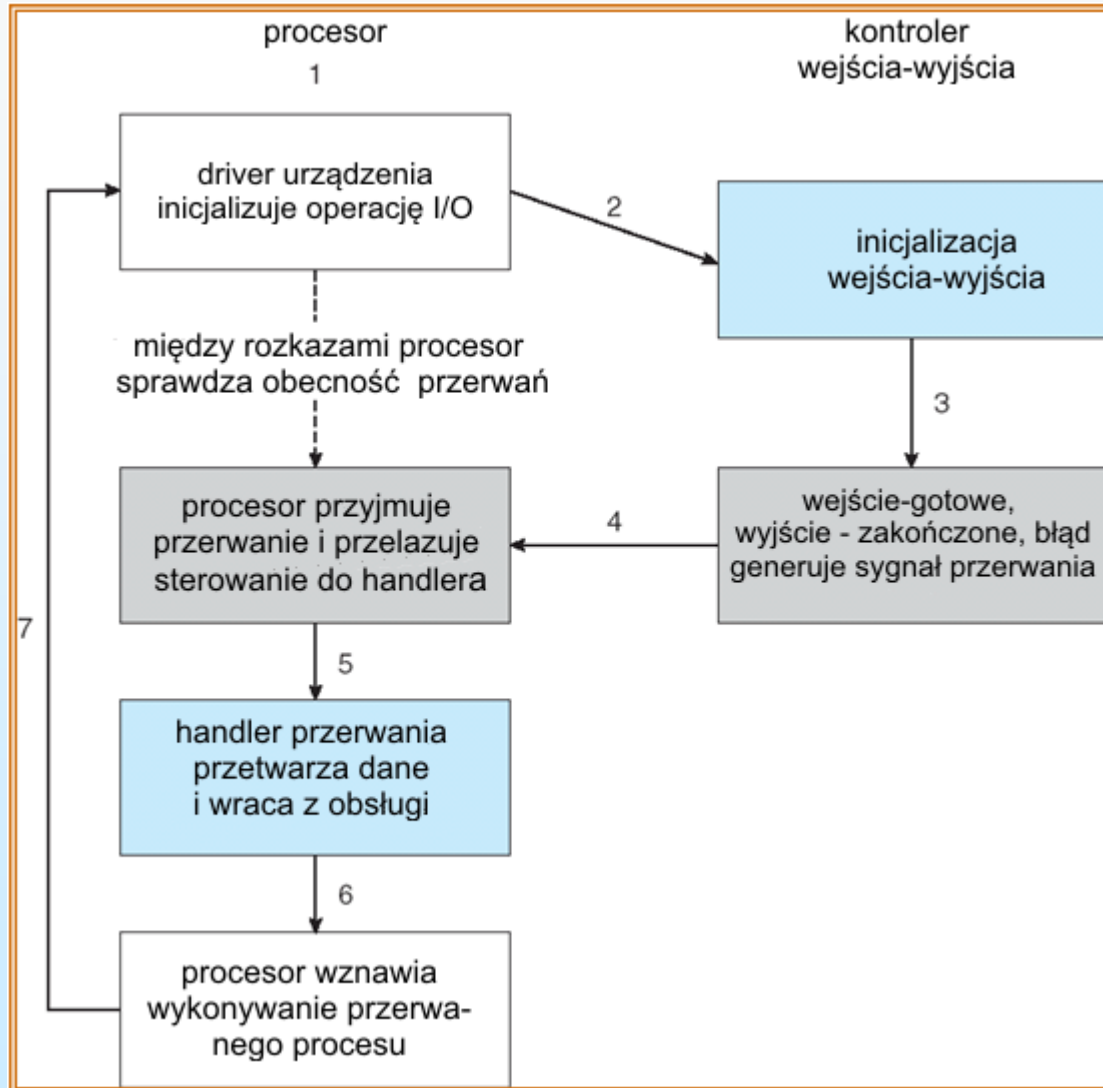 procesor
1
kontroler
wejścia-wyjścia
driver urządzenia
inicjalizuje operację I/O
2
inicjalizacja
wejścia-wyjścia
między rozkazami procesor
sprawdza obecność przerwań
3
procesor przyjmuje
przerwanie i przelazuje
sterowanie do handlera
4
wejście-gotowe,
wyjście - zakończone, błąd
generuje sygnał przerwania
7
5
handler przerwania
przetwarza dane
i wraca z obsługi
6
procesor wznawia
wykonywanie przerwa-
nego procesu